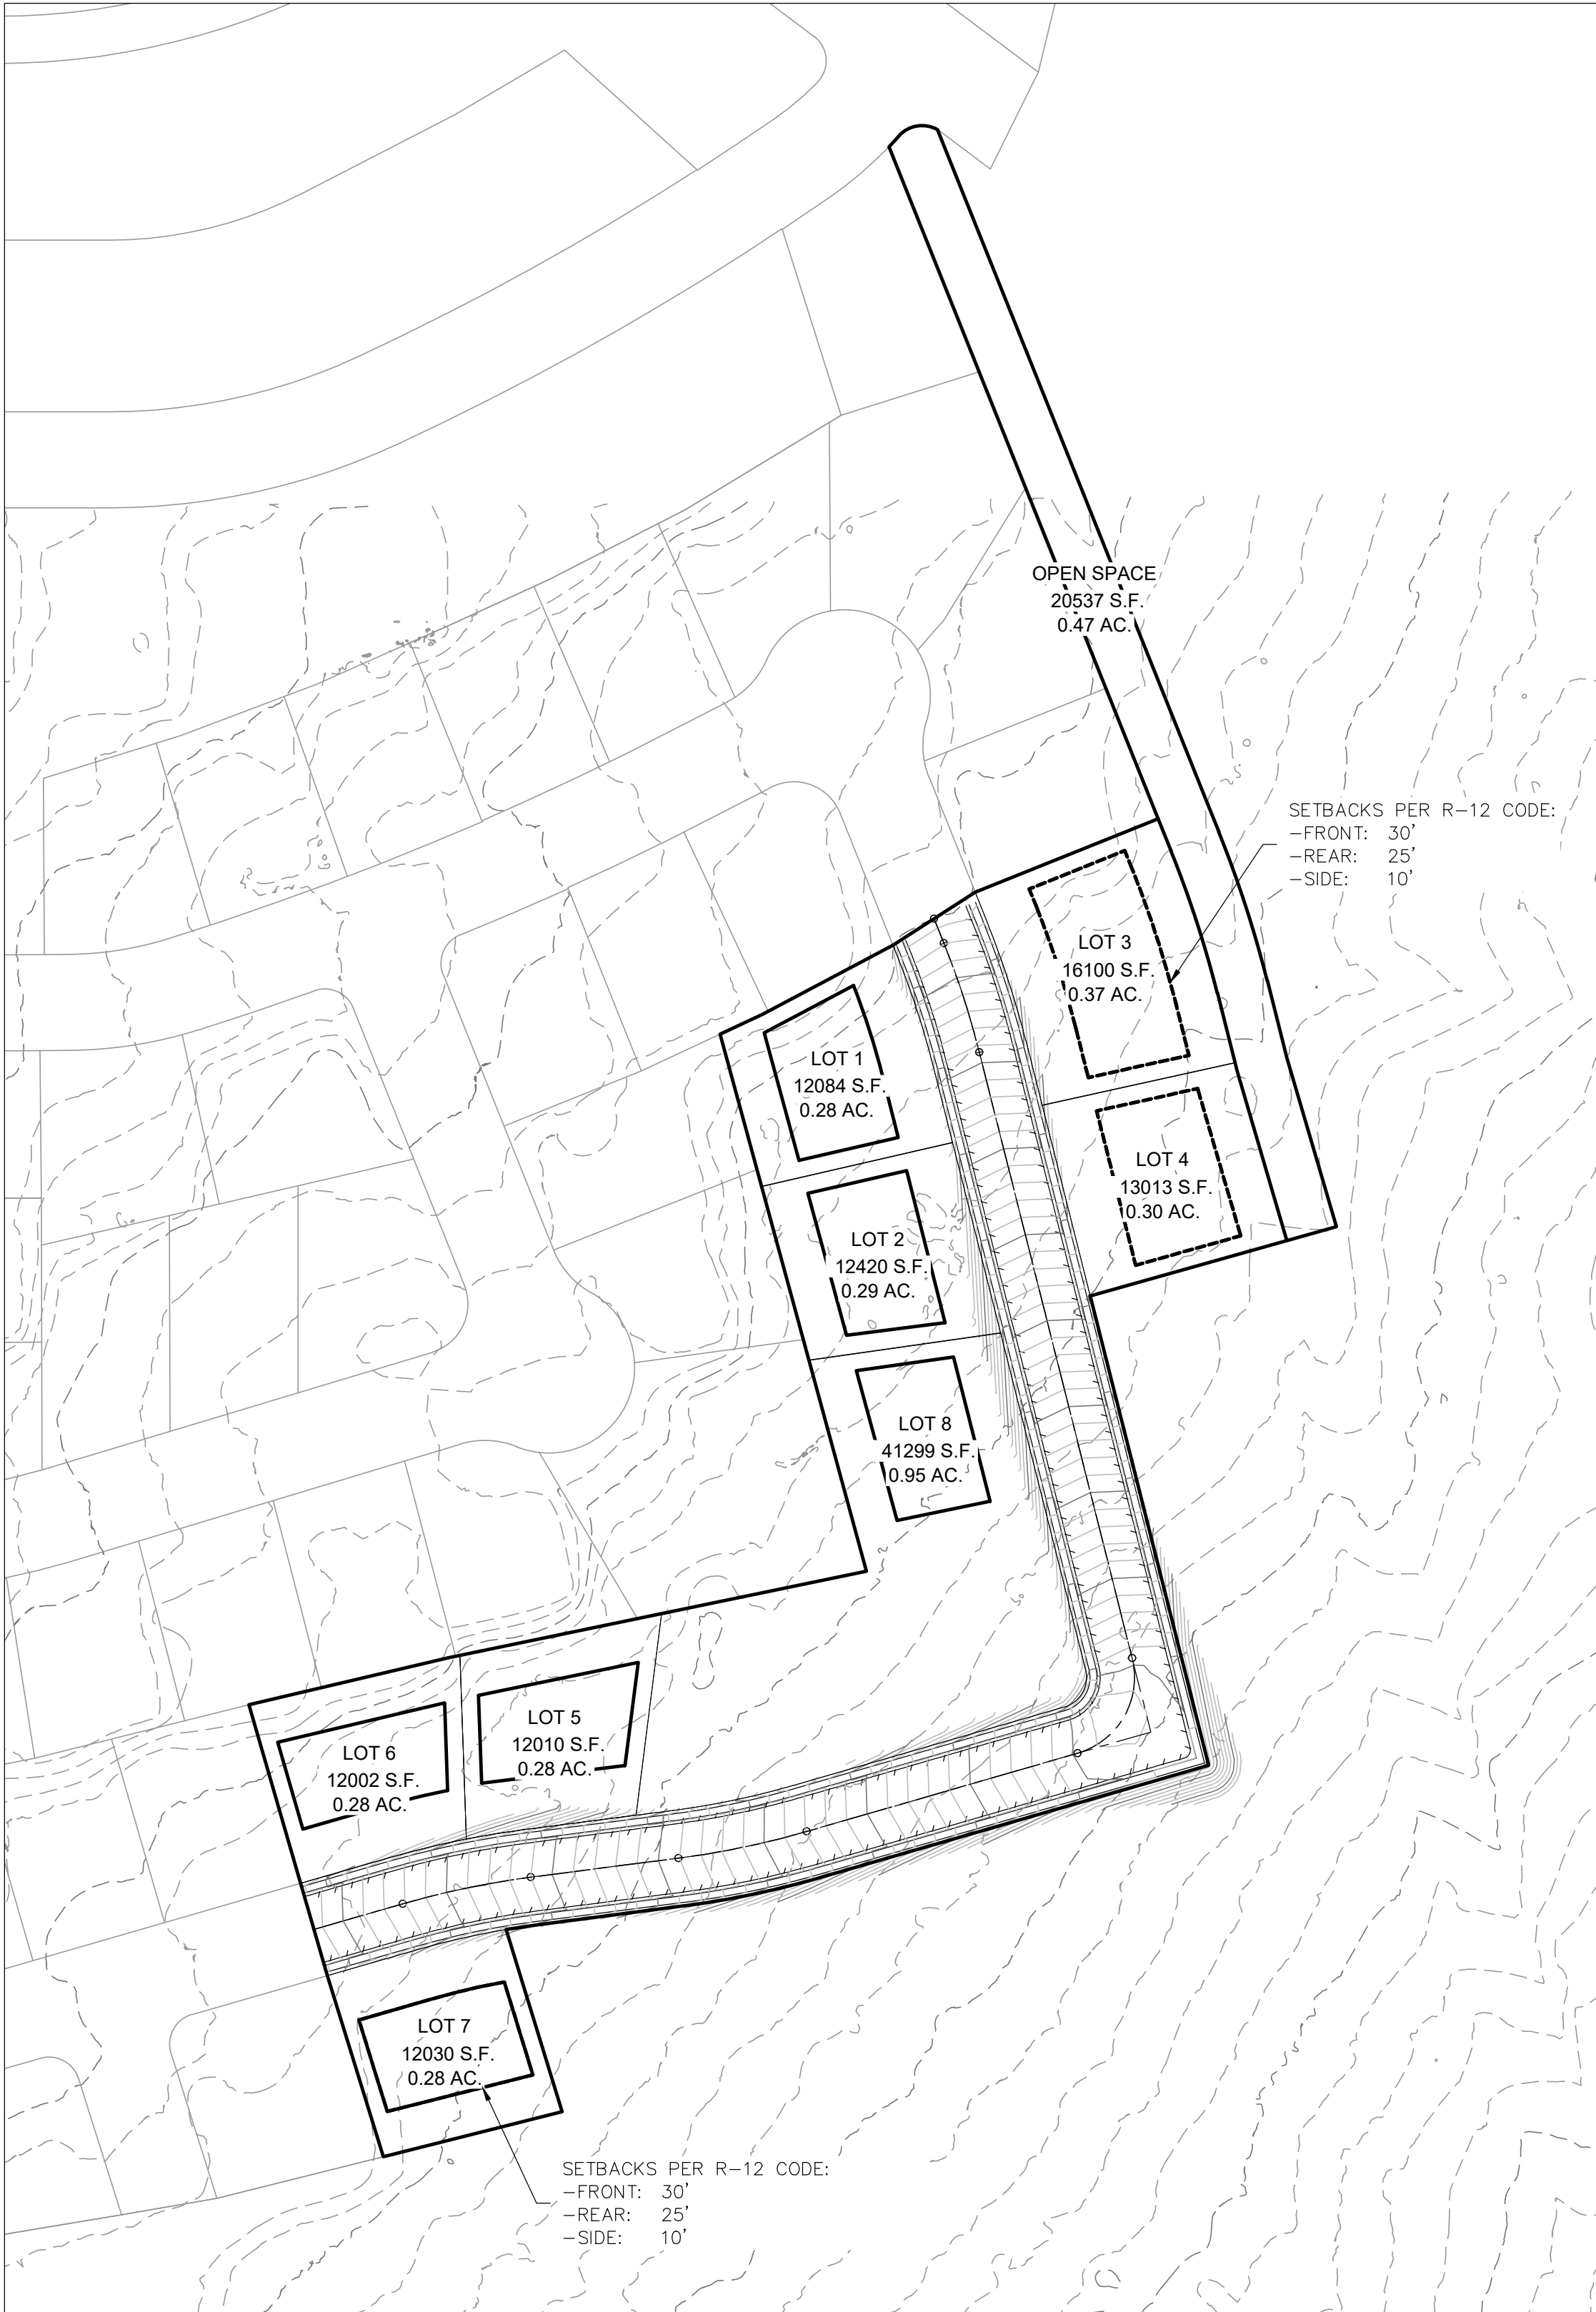 OPEN SPACE
20537 S.F.
0.47 AC.
SETBACKS PER R-12 CODE:
-FRONT: 30'
-REAR: 25'
-SIDE: 10'
LOT 3
16100 S.F.
0.37 AC.
LOT 1
12084 S.F.
0.28 AC.
LOT 4
13013 S.F.
0.30 AC.
LOT 2
12420 S.F.
0.29 AC.
LOT 8
41299 S.F.
0.95 AC.
LOT 5
12010 S.F.
0.28 AC.
LOT 6
12002 S.F.
0.28 AC.
LOT 7
12030 S.F.
0.28 AC.
SETBACKS PER R-12 CODE:
-FRONT: 30'
-REAR: 25'
-SIDE: 10'